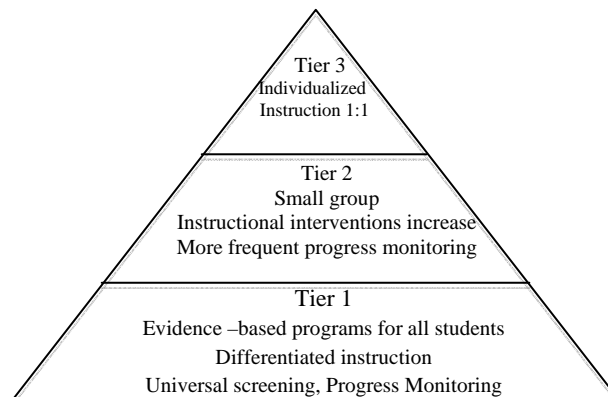 Tier 3
Individualized
Instruction 1:1
Tier 2
Small group
Instructional interventions increase
More frequent progress monitoring
Tier 1
Evidence –based programs for all students
Differentiated instruction
Universal screening, Progress Monitoring